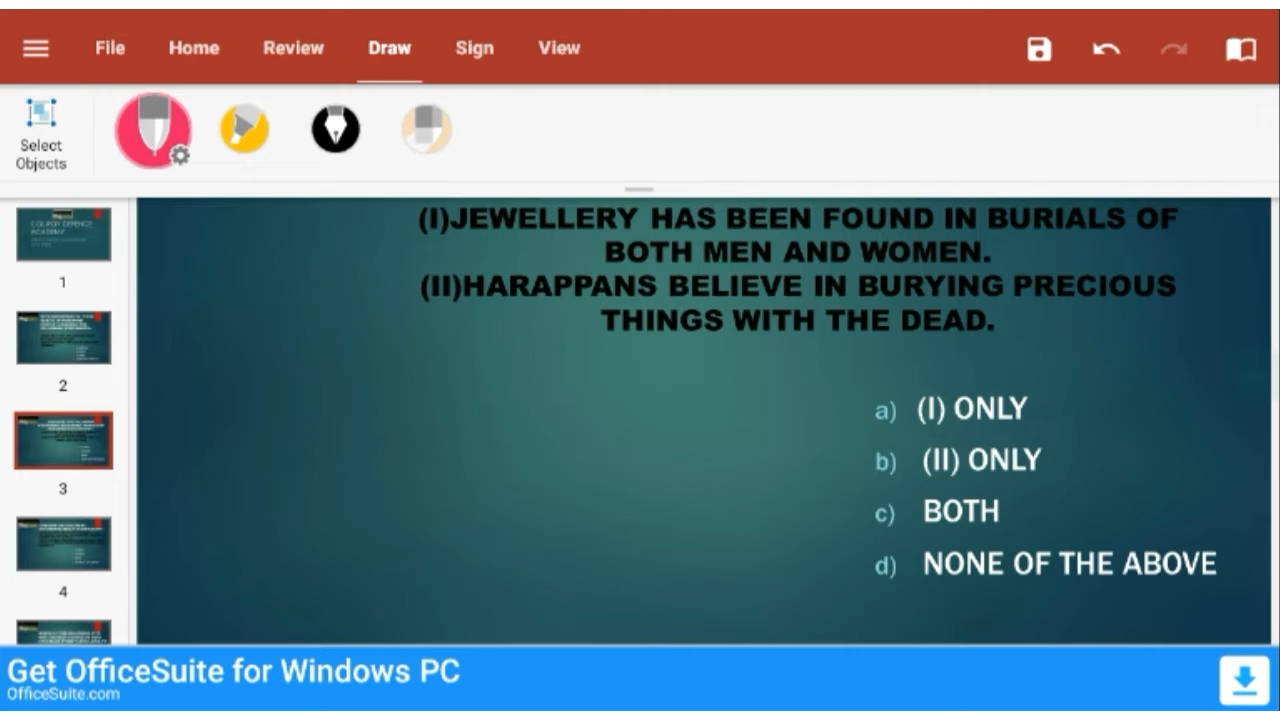 File Home Review Draw Sign View
Select
Objects
1
2
3
4
(I)JEWELLERY HAS BEEN FOUND IN BURIALS OF
BOTH MEN AND WOMEN.
(II)HARAPPANS BELIEVE IN BURYING PRECIOUS
THINGS WITH THE DEAD.
a) (I) ONLY
b) (II) ONLY
c) BOTH
d) NONE OF THE ABOVE
Get OfficeSuite for Windows PC
OfficeSuite.com